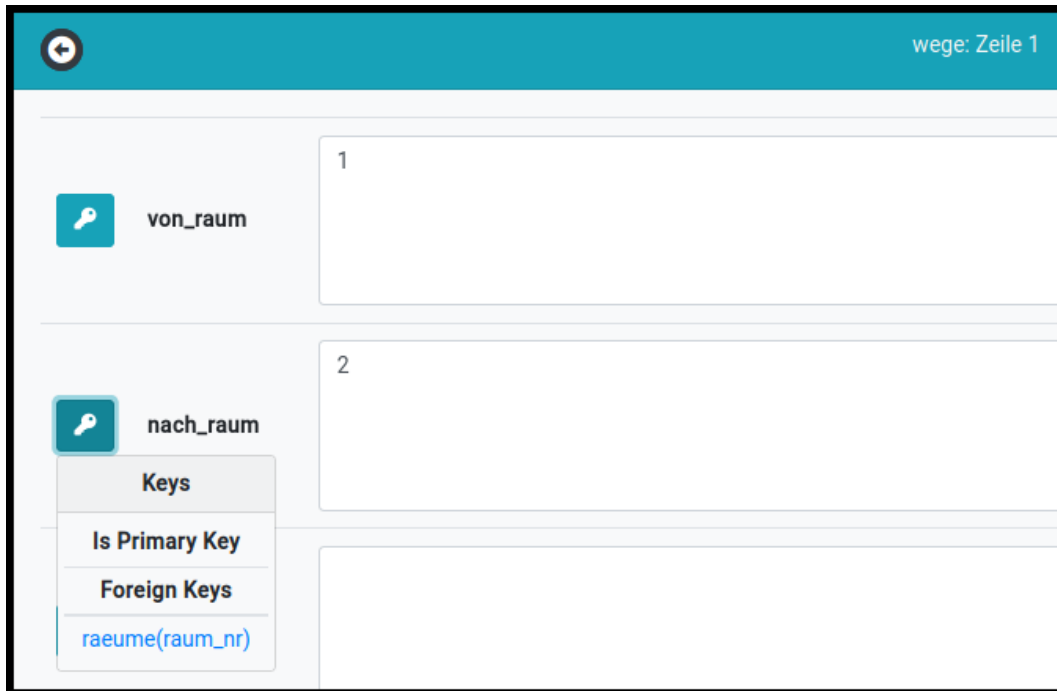 wege: Zeile 1
von_raum
1
nach_raum
2
Keys
Is Primary Key
Foreign Keys
raeume(raum_nr)